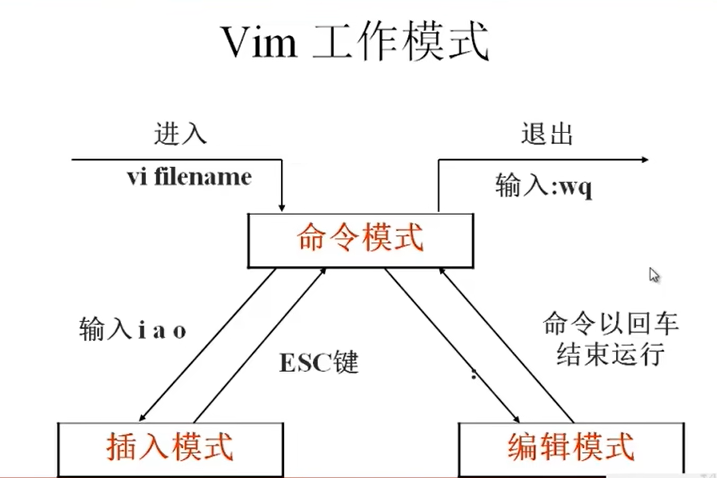 Vim 工作模式
进入
退出
vi filename
输入:wq
命令模式
输入 i a o
命令以回车
结束运行
ESC键
:
插入模式
编辑模式